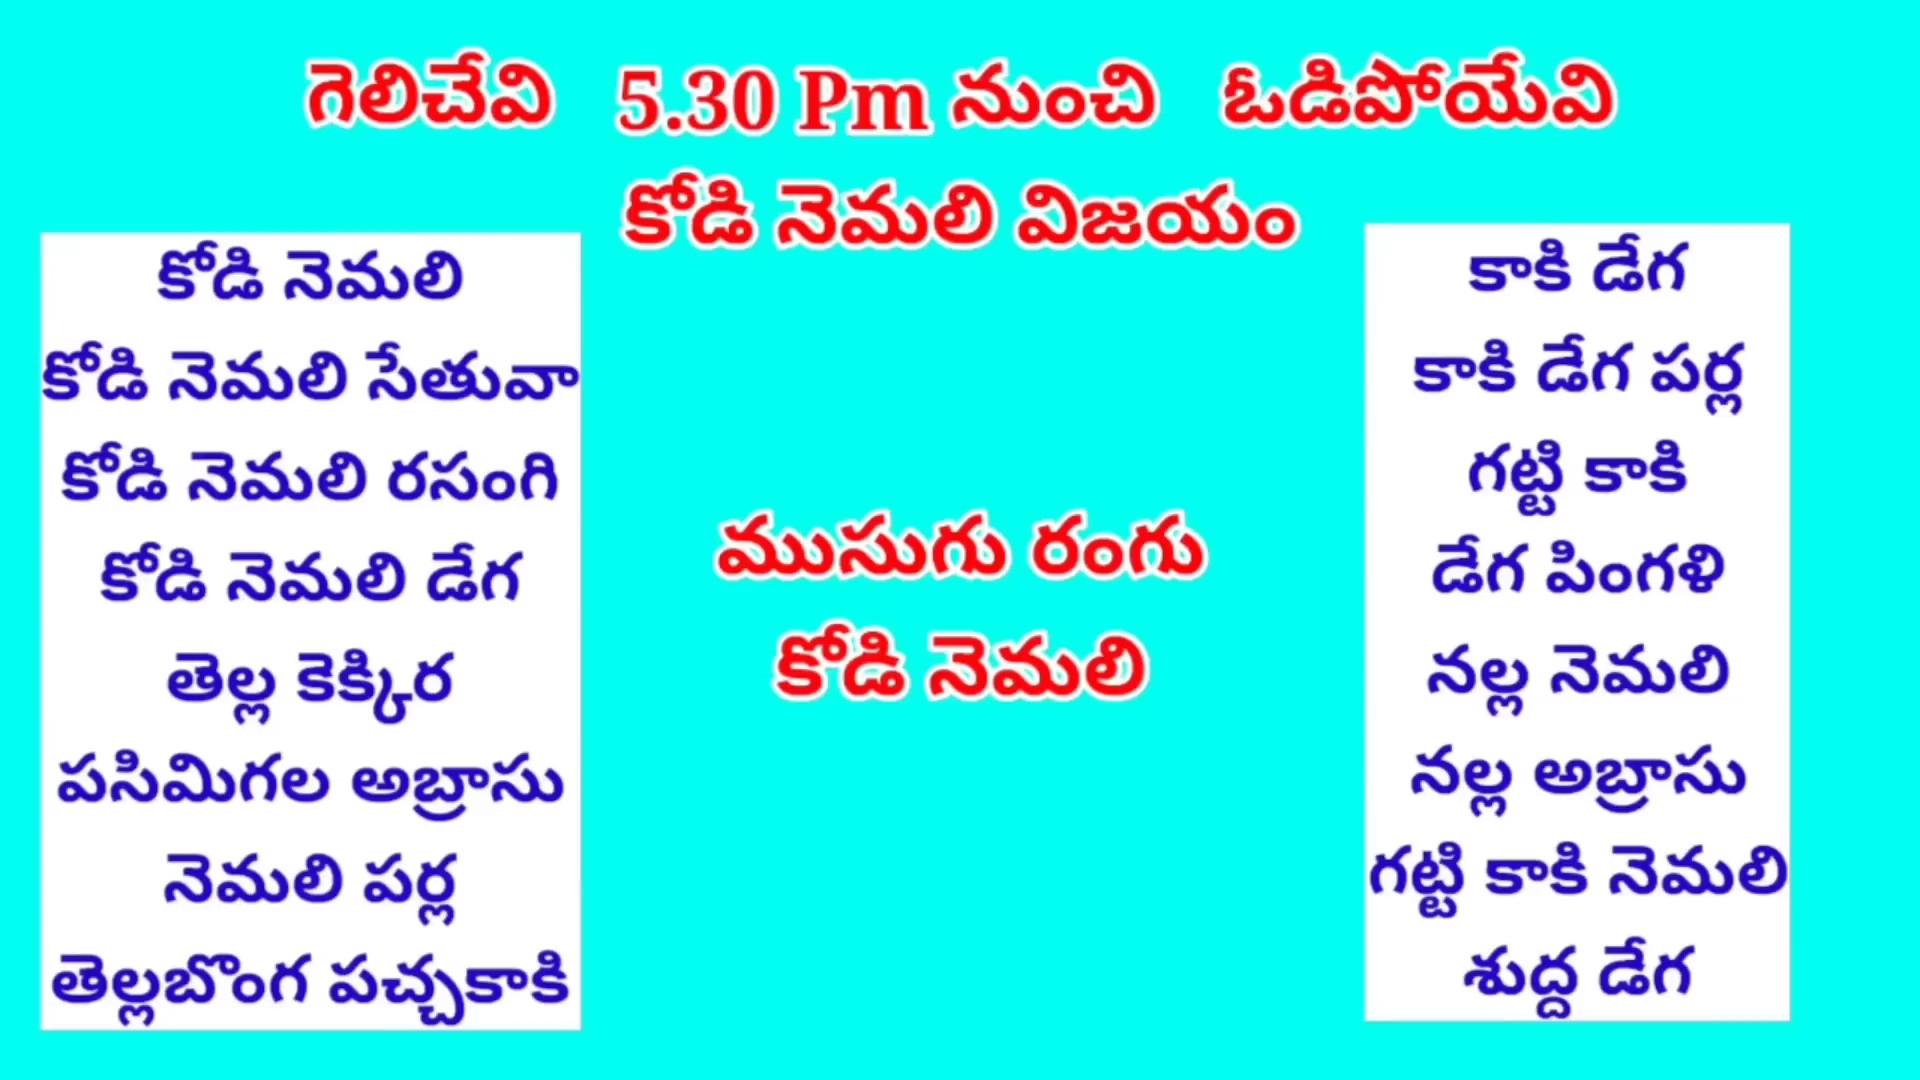 గెలిచేవి 5.30 Pm నుంచి ఓడిపోయేవి
కోడి నెమలి విజయం
కోడి నెమలి
కోడి నెమలి సేతువా
కోడి నెమలి రసంగి
కోడి నెమలి డేగ
తెల్ల కెక్కిర
పసిమిగల అబ్రాసు
నెమలి పర్ల
తెల్లబొంగ పచ్చకాకి
ముసుగు రంగు
కోడి నెమలి
కాకి డేగ
కాకి డేగ పర్ల
గట్టి కాకి
డేగ పింగళి
నల్ల నెమలి
నల్ల అబ్రాసు
గట్టి కాకి నెమలి
శుద్ద డేగ